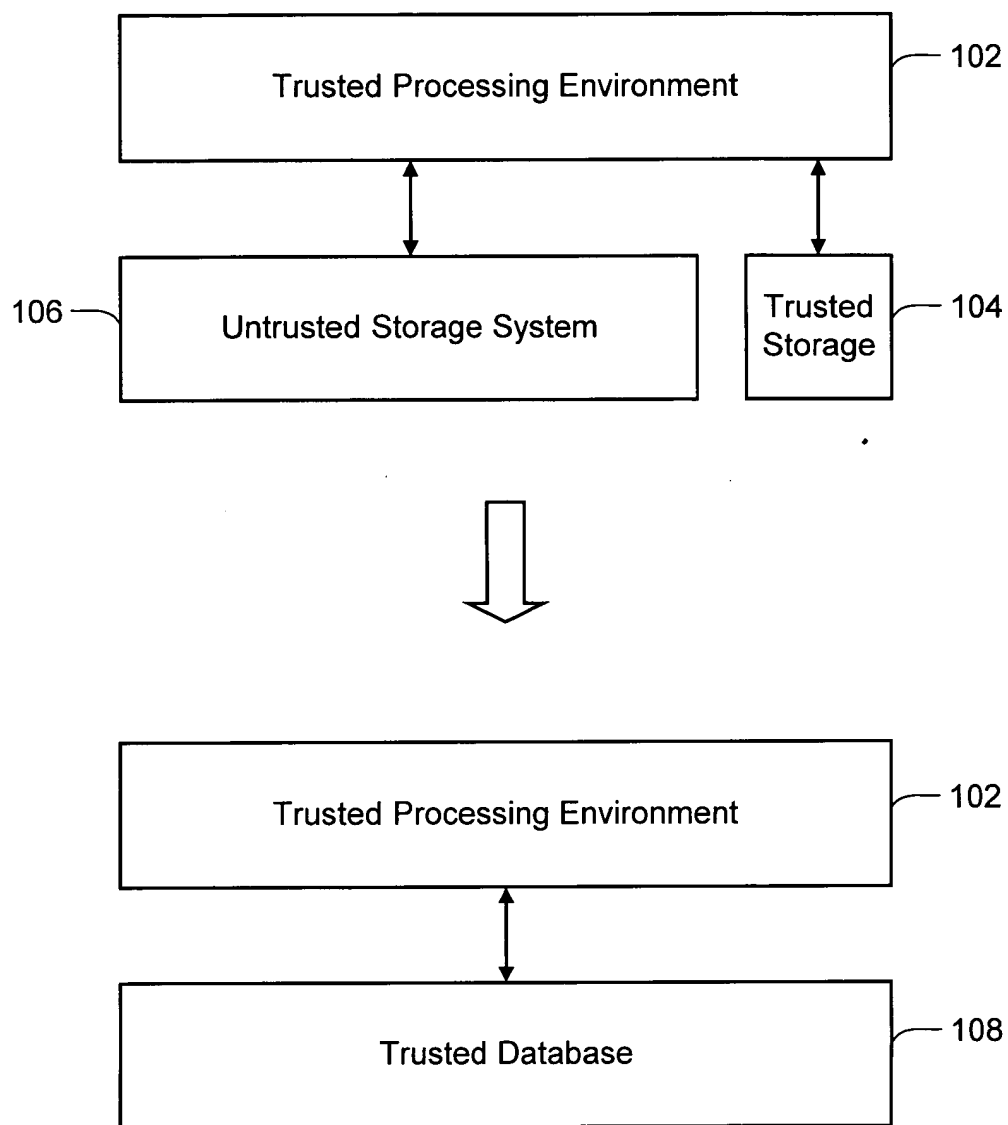 Trusted Processing Environment
102
106
Untrusted Storage System
Trusted
Storage
104
Trusted Processing Environment
102
Trusted Database
108